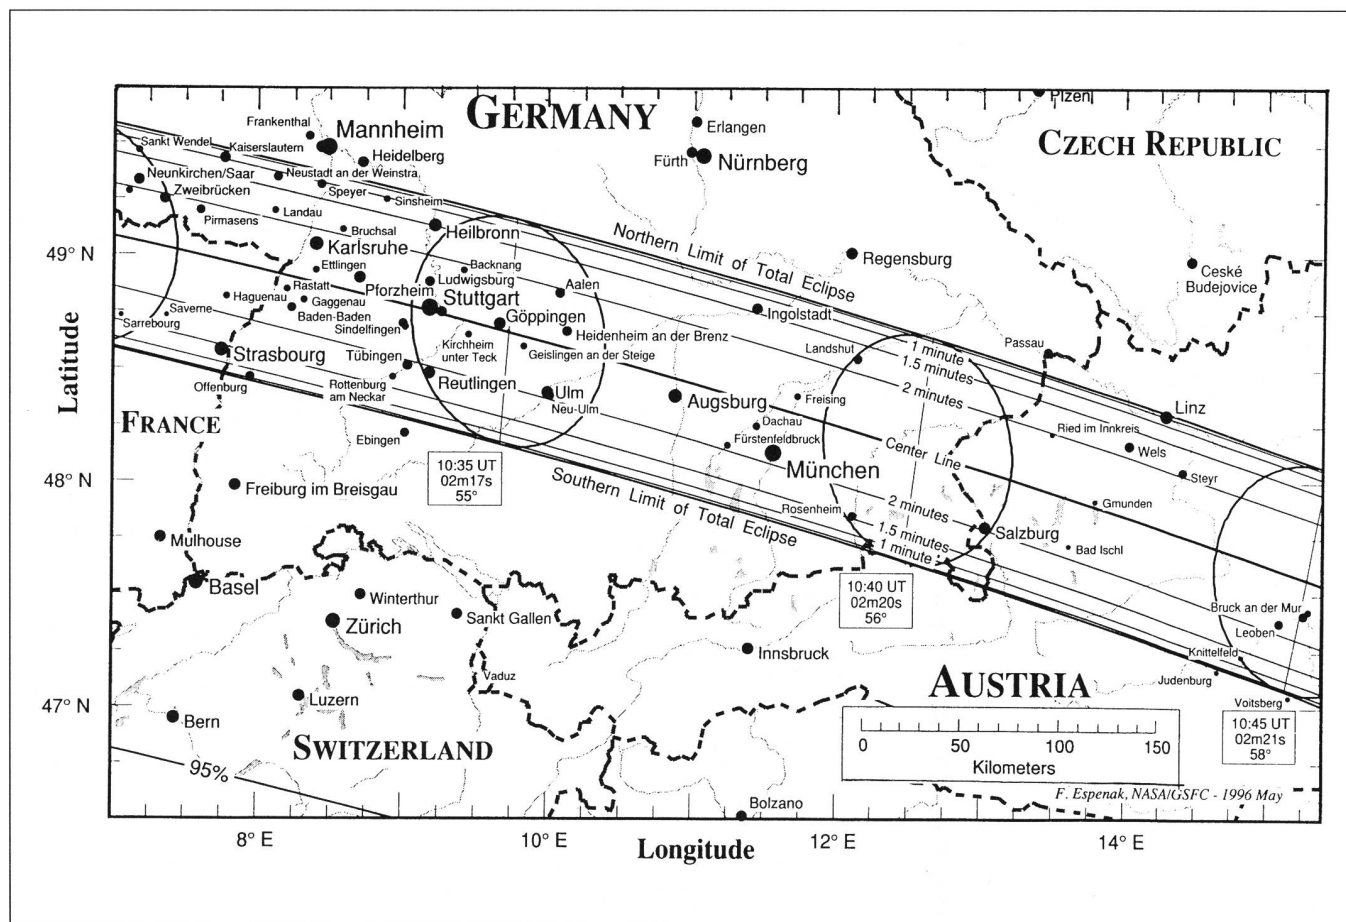 GERMANY
CZECH REPUBLIC
Plzen
Frankenthal
Mannheim
Erlangen
Sankt Wendel
Kaiserslautern
Heidelberg
Fürth
Nürnberg
Neunkirchen/Saar
Neustadt an der Weinstra.
Zweibrücken
Speyer
Sinsheim
Pirmasens
Landau
Bruchsal
Heilbronn
Northern Limit of Total Eclipse
49° N
Karlsruhe
Regensburg
České
Budejovice
Ettlingen
Backnang
Rastatt
Pforzheim
Ludwigsburg
Aalen
Haguenau
Gaggenau
Stuttgart
Saverne
Baden-Baden
Göppingen
Ingolstadt
Sarrebourg
Sindelfingen
Heidenheim an der Brenz
1 minute
Passau
Strasbourg
Tübingen
Kirchheim
unter Teck
Geislingen an der Steige
Landshut
1.5 minutes
Latitude
Offenburg
Rottenburg
am Neckar
Reutlingen
Ulm
Neu-Ulm
Augsburg
Freising
2 minutes
Linz
FRANCE
Ebingen
Dachau
Fürstenfeldbruck
Center Line
Ried im Innkreis
Wels
München
Steyr
48° N
Freiburg im Breisgau
10:35 UT
02m17s
55°
Southern Limit of Total Eclipse
Rosenheim
2 minutes
1.5 minutes
1 minute
Salzburg
Gmunden
Bad Ischl
Mulhouse
Basel
Winterthur
Zürich
Sankt Gallen
10:40 UT
02m20s
56°
Bruck an der Mur
Leoben
Innsbruck
Knittelfeld
Judenburg
Vaduz
Luzern
AUSTRIA
Voitsberg
47° N
Bern
SWITZERLAND
10:45 UT
02m21s
58°
0 50 100 150
Kilometers
95%
Bolzano
F. Espenak, NASA/GSFC - 1996 May
8° E
10° E
12° E
14° E
Longitude